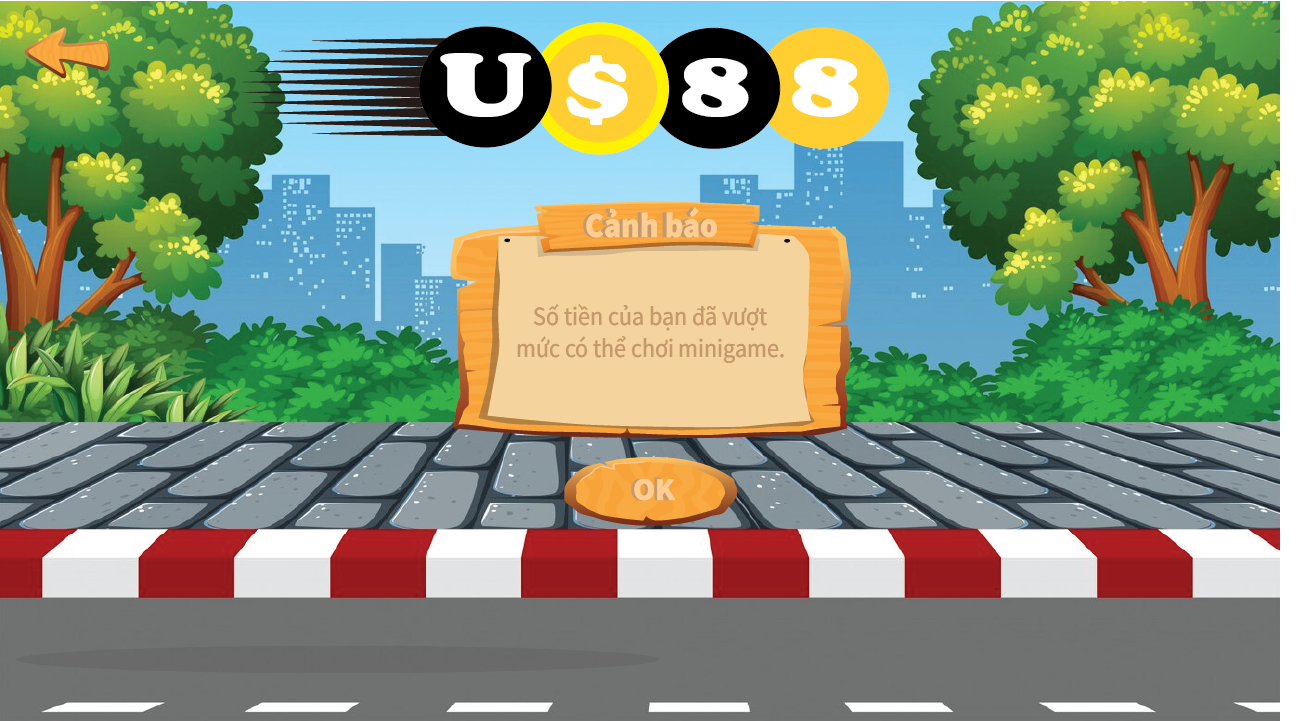 U$88
Cảnh báo
Số tiền của bạn đã vượt
mức có thể chơi minigame.
OK